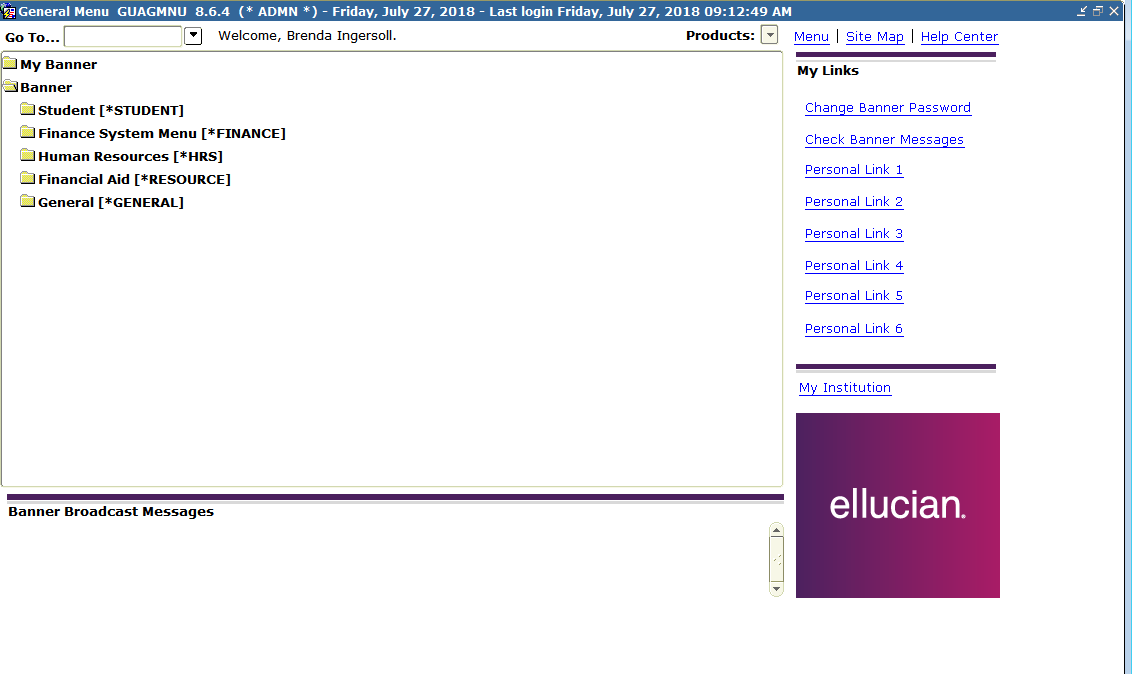 General Menu  GUAGMNU  8.6.4  (* ADMN *) - Friday, July 27, 2018 - Last login Friday, July 27, 2018 09:12:49 AM
Go To... Welcome, Brenda Ingersoll. Products: Menu | Site Map | Help Center
My Banner
Banner
Student [*STUDENT]
Finance System Menu [*FINANCE]
Human Resources [*HRS]
Financial Aid [*RESOURCE]
General [*GENERAL]
Banner Broadcast Messages
My Links
Change Banner Password
Check Banner Messages
Personal Link 1
Personal Link 2
Personal Link 3
Personal Link 4
Personal Link 5
Personal Link 6
My Institution
ellucian.